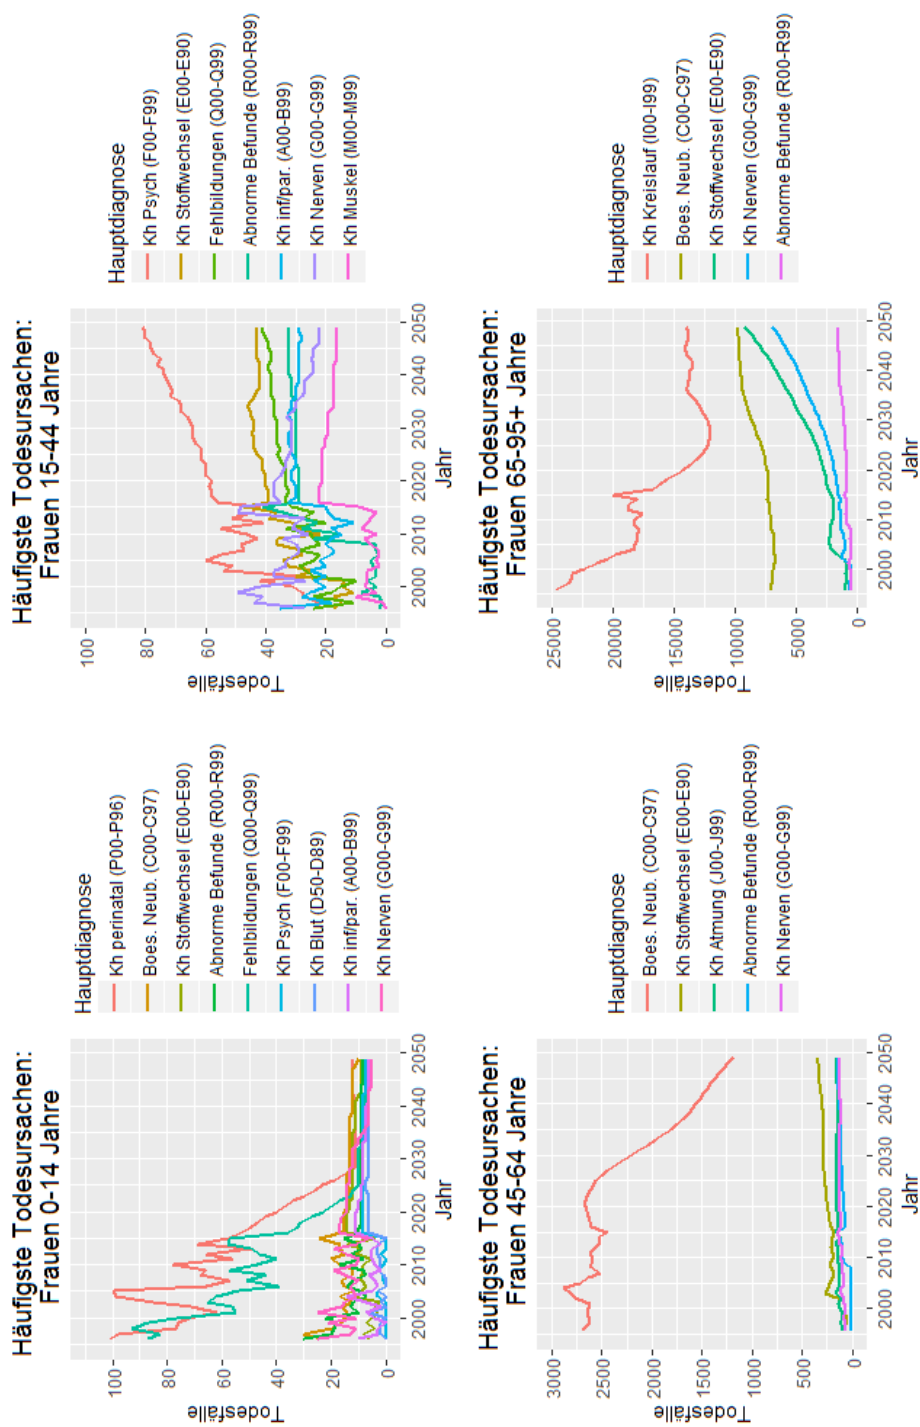 Häufigste Todesursachen:
Frauen 0-14 Jahre
Todesfälle
100
80
60
40
20
0
2000
2010
2020
2030
2040
2050
Jahr
Hauptdiagnose
Kh perinatal (P00-P96)
Boes. Neub. (C00-C97)
Kh Stoffwechsel (E00-E90)
Abnorme Befunde (R00-R99)
Fehlbildungen (Q00-Q99)
Kh Psych (F00-F99)
Kh Blut (D50-D89)
Kh inf/par. (A00-B99)
Kh Nerven (G00-G99)
Häufigste Todesursachen:
Frauen 15-44 Jahre
Todesfälle
100
80
60
40
20
0
2000
2010
2020
2030
2040
2050
Jahr
Hauptdiagnose
Kh Psych (F00-F99)
Kh Stoffwechsel (E00-E90)
Fehlbildungen (Q00-Q99)
Abnorme Befunde (R00-R99)
Kh inf/par. (A00-B99)
Kh Nerven (G00-G99)
Kh Muskel (M00-M99)
Häufigste Todesursachen:
Frauen 45-64 Jahre
Todesfälle
3000
2500
2000
1500
1000
500
0
2000
2010
2020
2030
2040
2050
Jahr
Hauptdiagnose
Boes. Neub. (C00-C97)
Kh Stoffwechsel (E00-E90)
Kh Atmung (J00-J99)
Abnorme Befunde (R00-R99)
Kh Nerven (G00-G99)
Häufigste Todesursachen:
Frauen 65-95+ Jahre
Todesfälle
25000
20000
15000
10000
5000
0
2000
2010
2020
2030
2040
2050
Jahr
Hauptdiagnose
Kh Kreislauf (I00-I99)
Boes. Neub. (C00-C97)
Kh Stoffwechsel (E00-E90)
Kh Nerven (G00-G99)
Abnorme Befunde (R00-R99)